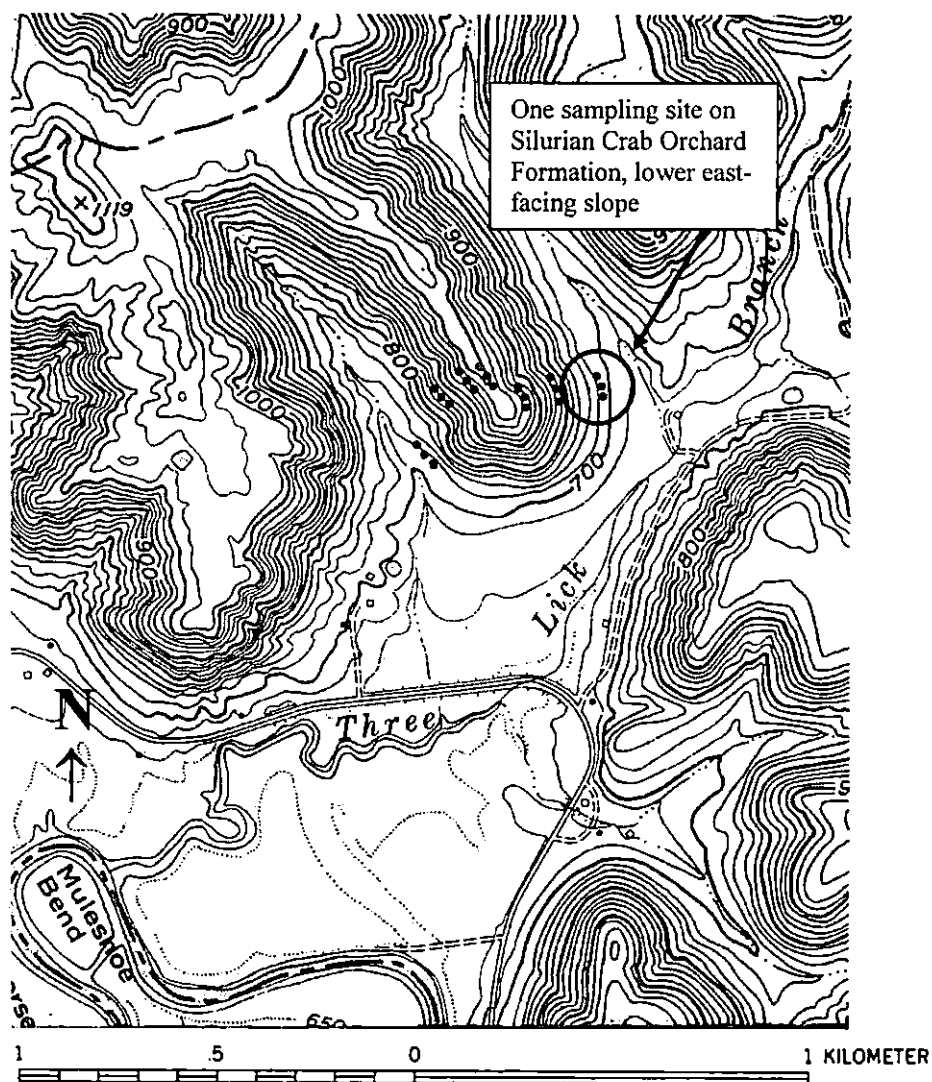 900
1000
One sampling site on
Silurian Crab Orchard
Formation, lower east-
facing slope
1119
900
Branch
800
1000
700
800
900
Lick
N
Three
Muleshoe
Bend
650
1 .5 0 1 KILOMETER